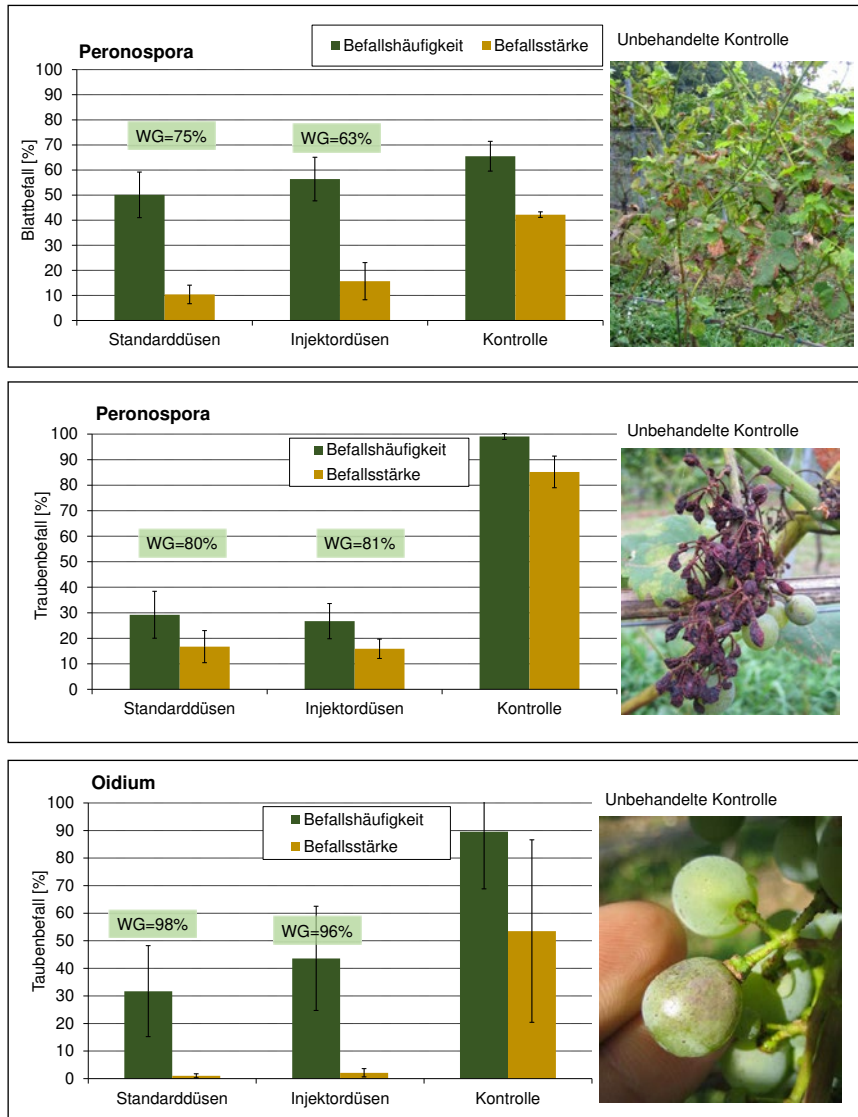 Peronospora
Befallshäufigkeit Befallsstärke
Unbehandelte Kontrolle
Blattbefall [%]
100
90
80
70
60
50
40
30
20
10
0
WG=75%
WG=63%
Standarddüsen Injektordüsen Kontrolle
Peronospora
Befallshäufigkeit
Befallsstärke
Unbehandelte Kontrolle
Traubenbefall [%]
100
90
80
70
60
50
40
30
20
10
0
WG=80%
WG=81%
Standarddüsen Injektordüsen Kontrolle
Oidium
Befallshäufigkeit
Befallsstärke
Unbehandelte Kontrolle
Taubenbefall [%]
100
90
80
70
60
50
40
30
20
10
0
WG=98%
WG=96%
Standarddüsen Injektordüsen Kontrolle